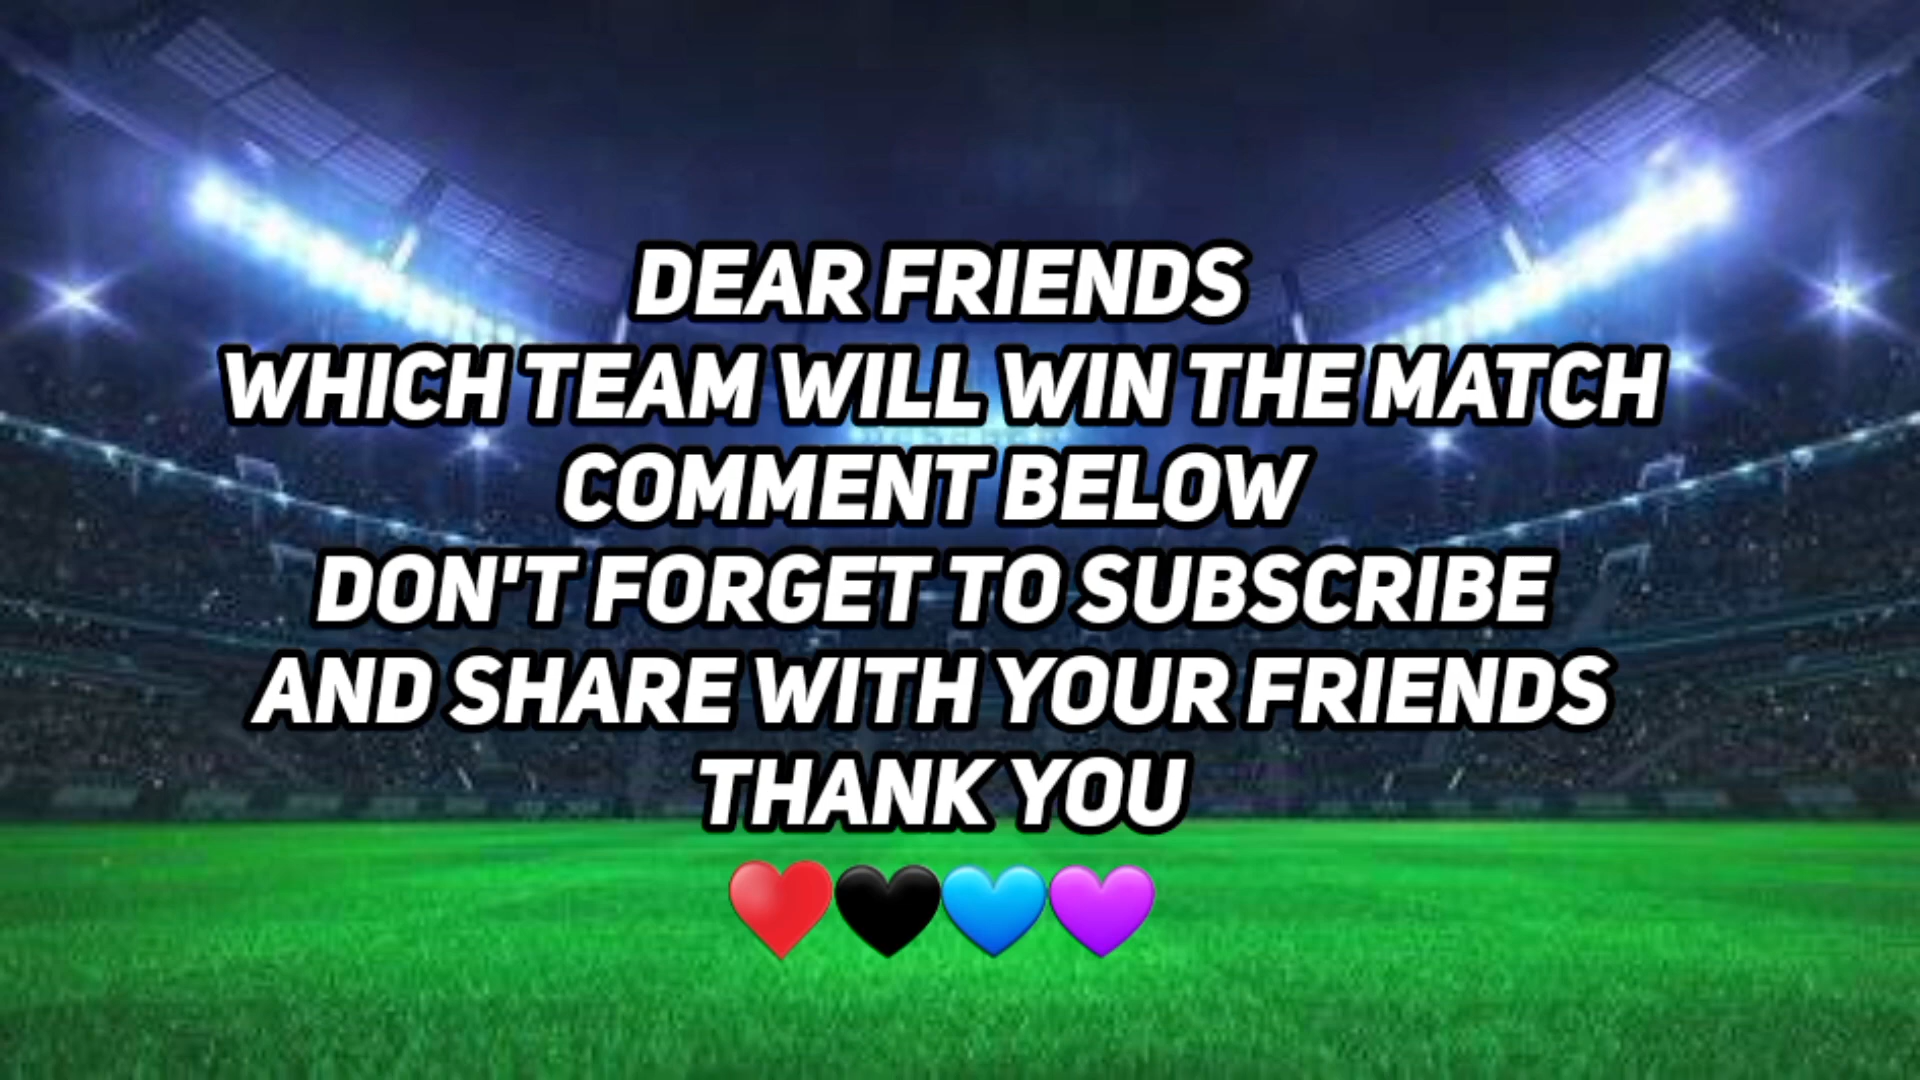 DEAR FRIENDS
WHICH TEAM WILL WIN THE MATCH
COMMENT BELOW
DON'T FORGET TO SUBSCRIBE
AND SHARE WITH YOUR FRIENDS
THANK YOU
❤️🖤💙💜